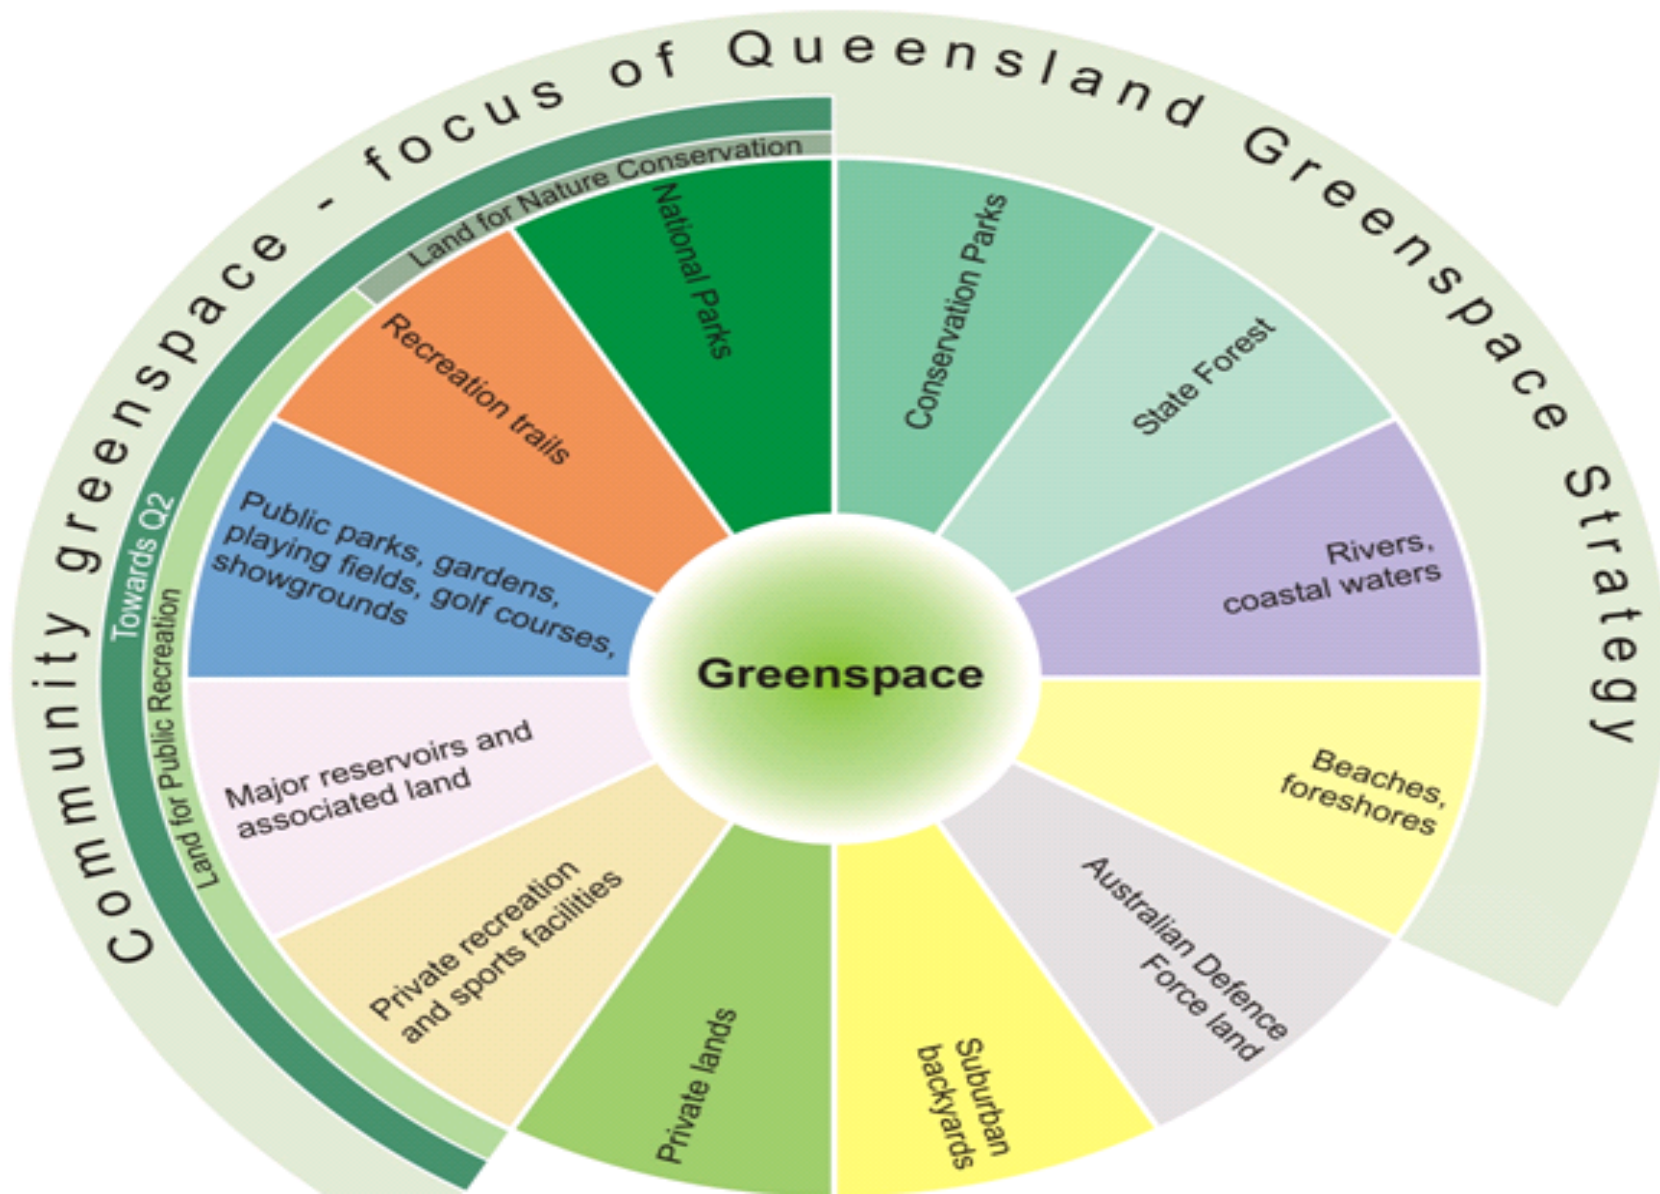 Community greenspace - focus of Queensland Greenspace Strategy
Towards Q2
Land for Nature Conservation
Land for Public Recreation
National Parks
Conservation Parks
State Forest
Rivers,
coastal waters
Beaches,
foreshores
Australian Defence
Force land
Suburban
backyards
Private lands
Private recreation
and sports facilities
Major reservoirs and
associated land
Public parks, gardens,
playing fields, golf courses,
showgrounds
Recreation trails
Greenspace